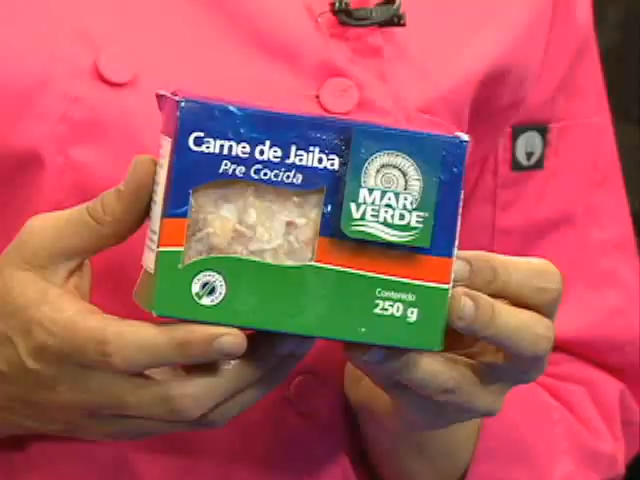 Carne de Jaiba
Pre Cocida
MAR
VERDE
Contenido
250 g